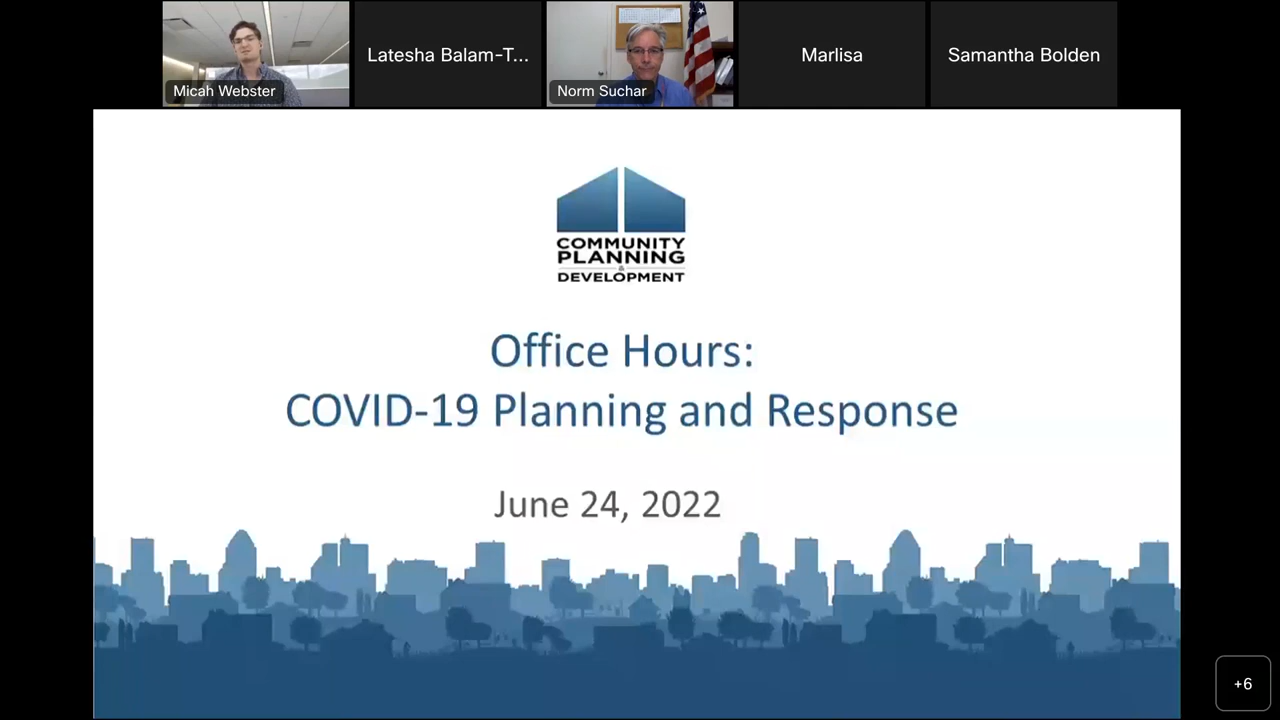 Micah Webster
Latesha Balam-T...
Norm Suchar
Marlisa
Samantha Bolden
COMMUNITY
PLANNING
&
DEVELOPMENT
Office Hours:
COVID-19 Planning and Response
June 24, 2022
+6